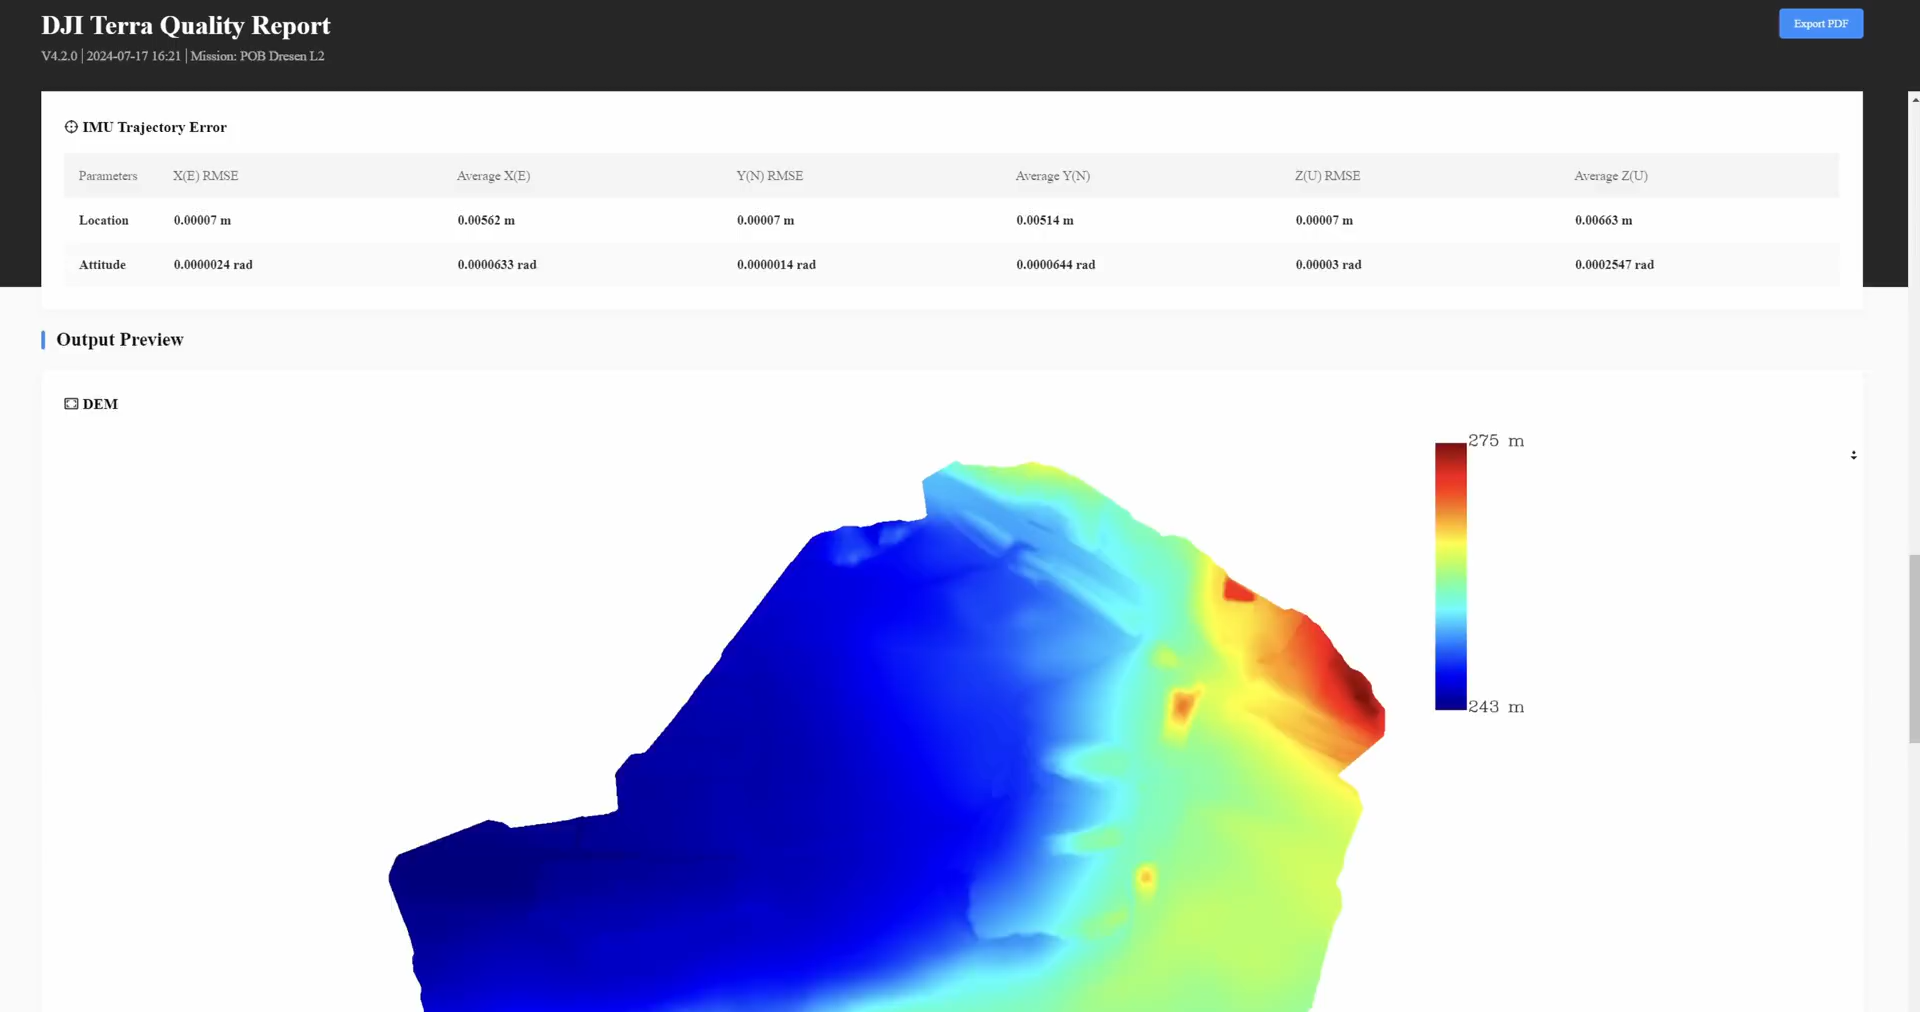 DJI Terra Quality Report
Export PDF
V4.2.0 | 2024-07-17 16:21 | Mission: POB Dresen L2
IMU Trajectory Error
Parameters X(E) RMSE Average X(E) Y(N) RMSE Average Y(N) Z(U) RMSE Average Z(U)
Location 0.00007 m 0.00562 m 0.00007 m 0.00514 m 0.00007 m 0.00663 m
Attitude 0.0000024 rad 0.0000633 rad 0.0000014 rad 0.0000644 rad 0.00003 rad 0.0002547 rad
Output Preview
DEM
275 m
243 m